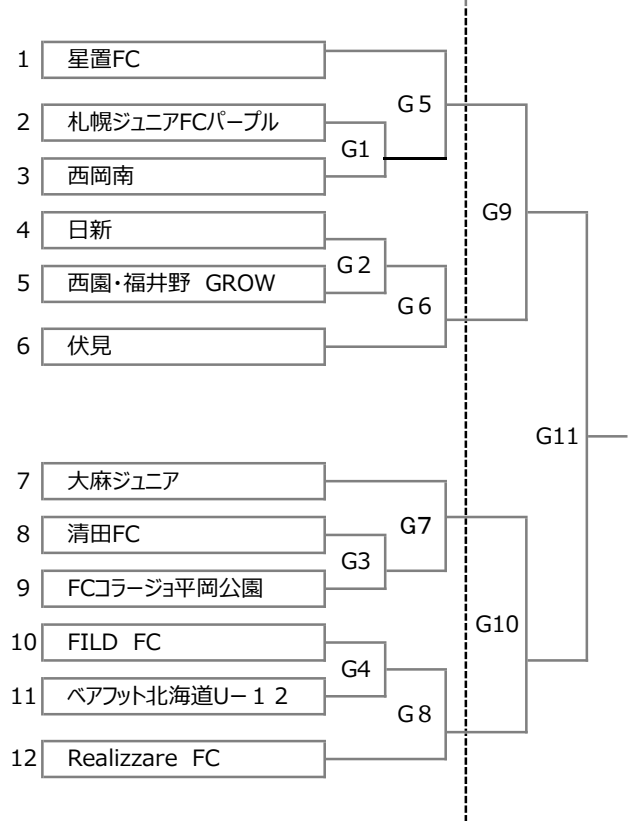 1 星置FC
G5
2 札幌ジュニアFCパープル
G1
3 西岡南
G9
4 日新
G2
5 西園・福井野 GROW
G6
6 伏見
G11
7 大麻ジュニア
G7
8 清田FC
G3
9 FCコラージョ平岡公園
G10
10 FILD FC
G4
11 ベアフット北海道U－１２
G8
12 Realizzare FC